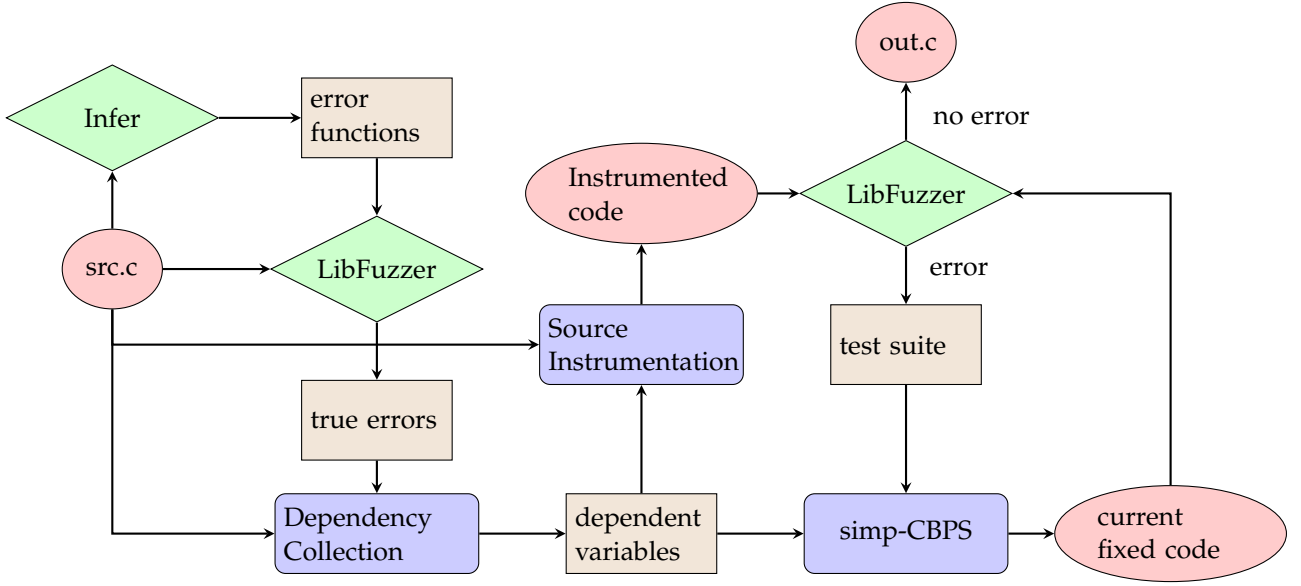 out.c
Infer
error
functions
no error
Instrumented
code
LibFuzzer
src.c
LibFuzzer
error
Source
Instrumentation
test suite
true errors
Dependency
Collection
dependent
variables
simp-CBPS
current
fixed code